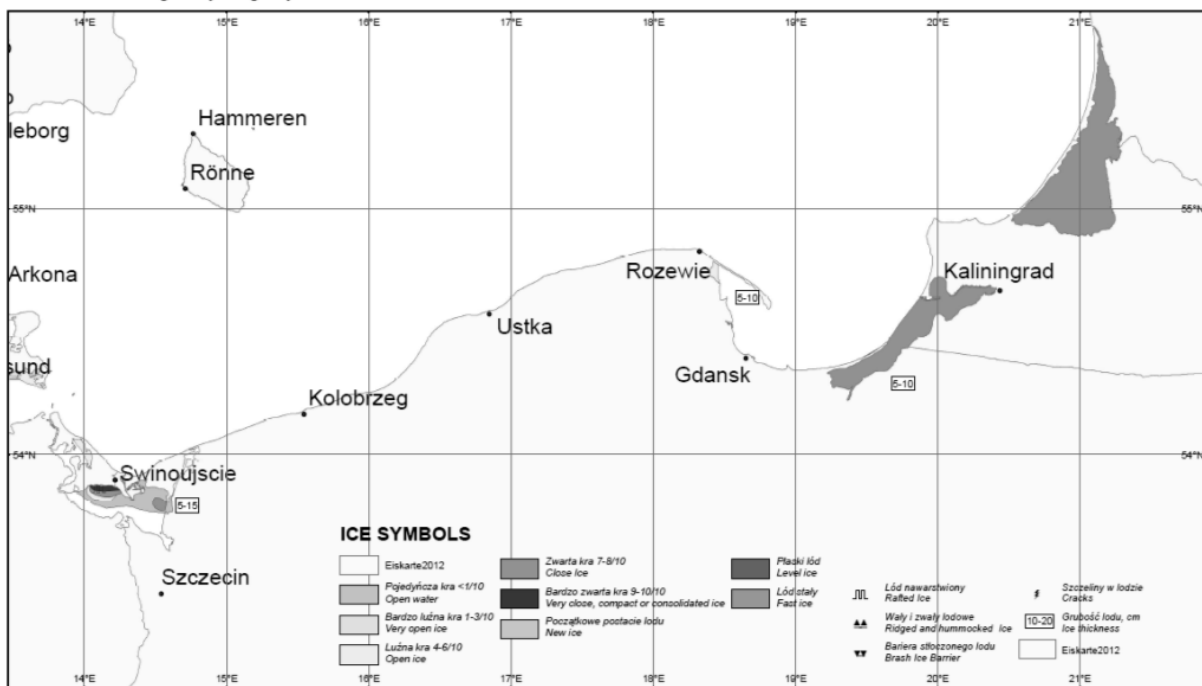 14°E 15°E 16°E 17°E 18°E 19°E 20°E 21°E
Hammeren
leborg
Rönne
55°N 55°N
Arkona
Rozewie
Kaliningrad
5-10
Ustka
sund
Gdansk
5-10
Kołobrzeg
54°N 54°N
Swinoujscie
5-15
Szczecin
ICE SYMBOLS
Eiskarte2012
Pojedyńcza kra <1/10
Open water
Bardzo luźna kra 1-3/10
Very open ice
Luźna kra 4-6/10
Open ice
Zwarta kra 7-8/10
Close Ice
Bardzo zwarta kra 9-10/10
Very close, compact or consolidated ice
Początkowe postacie lodu
New ice
Płaski lód
Level ice
Lód stały
Fast ice
Lód nawarstwiony
Rafted Ice
Wały i zwały lodowe
Ridged and hummocked Ice
Bariera stłoczonego lodu
Brash Ice Barrier
Szczeliny w lodzie
Cracks
10-20
Grubość lodu, cm
Ice thickness
Eiskarte2012
14°E 15°E 16°E 17°E 18°E 19°E 20°E 21°E